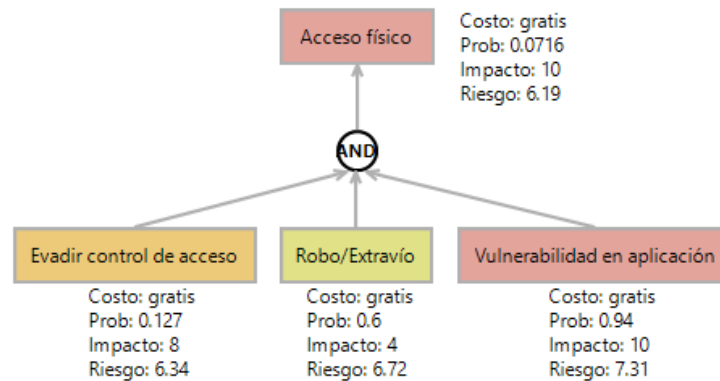 Acceso físico
Costo: gratis
Prob: 0.0716
Impacto: 10
Riesgo: 6.19
AND
Evadir control de acceso
Costo: gratis
Prob: 0.127
Impacto: 8
Riesgo: 6.34
Robo/Extravío
Costo: gratis
Prob: 0.6
Impacto: 4
Riesgo: 6.72
Vulnerabilidad en aplicación
Costo: gratis
Prob: 0.94
Impacto: 10
Riesgo: 7.31